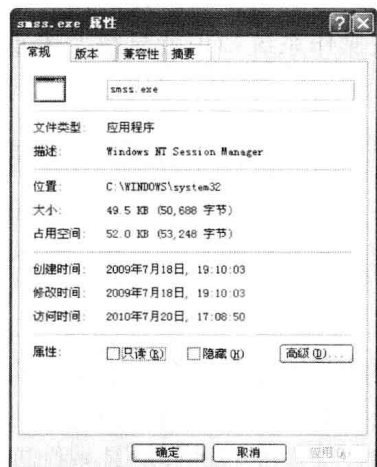 smss.exe 属性
常规 版本 兼容性 摘要
smss.exe
文件类型: 应用程序
描述: Windows NT Session Manager
位置: C:\WINDOWS\system32
大小: 49.5 KB (50,688 字节)
占用空间: 52.0 KB (53,248 字节)
创建时间: 2009年7月18日, 19:10:03
修改时间: 2009年7月18日, 19:10:03
访问时间: 2010年7月20日, 17:08:50
属性: 只读(R) 隐藏(H) 高级(D)...
确定 取消 应用(A)